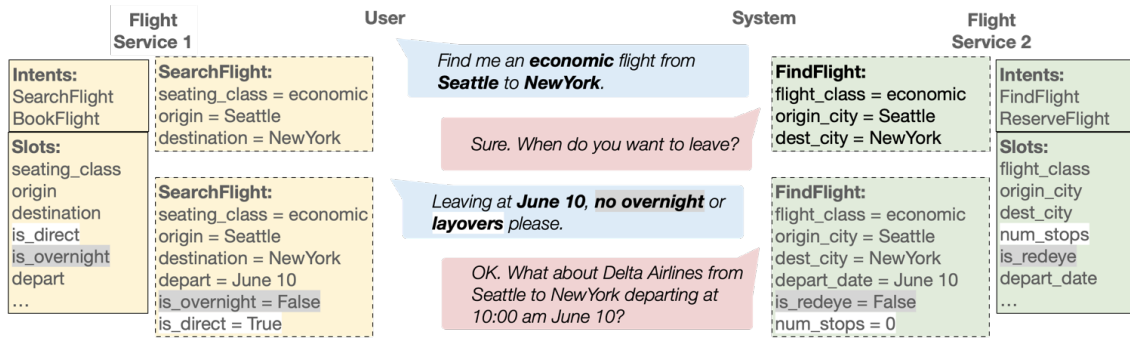 Flight
Service 1
User
System
Flight
Service 2
Intents:
SearchFlight
BookFlight
Slots:
seating_class
origin
destination
is_direct
is_overnight
depart
...
SearchFlight:
seating_class = economic
origin = Seattle
destination = NewYork
SearchFlight:
seating_class = economic
origin = Seattle
destination = NewYork
depart = June 10
is_overnight = False
is_direct = True
Find me an economic flight from
Seattle to NewYork.
Sure. When do you want to leave?
Leaving at June 10, no overnight or
layovers please.
OK. What about Delta Airlines from
Seattle to NewYork departing at
10:00 am June 10?
FindFlight:
flight_class = economic
origin_city = Seattle
dest_city = NewYork
FindFlight:
flight_class = economic
origin_city = Seattle
dest_city = NewYork
depart_date = June 10
is_redeye = False
num_stops = 0
Intents:
FindFlight
ReserveFlight
Slots:
flight_class
origin_city
dest_city
num_stops
is_redeye
depart_date
...